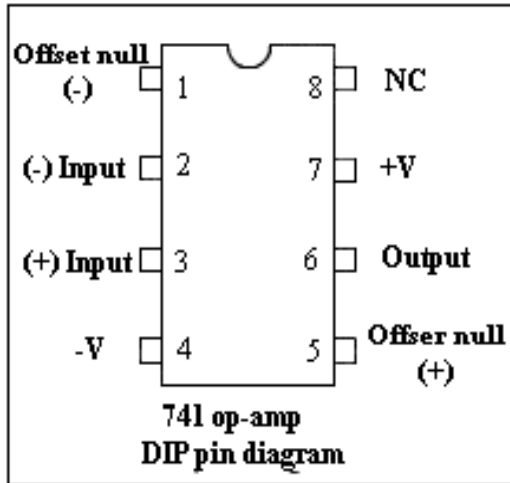 Offset null
(-)
1
8
NC
(-) Input
2
7
+V
(+) Input
3
6
Output
-V
4
5
Offser null
(+)
741 op-amp
DIP pin diagram